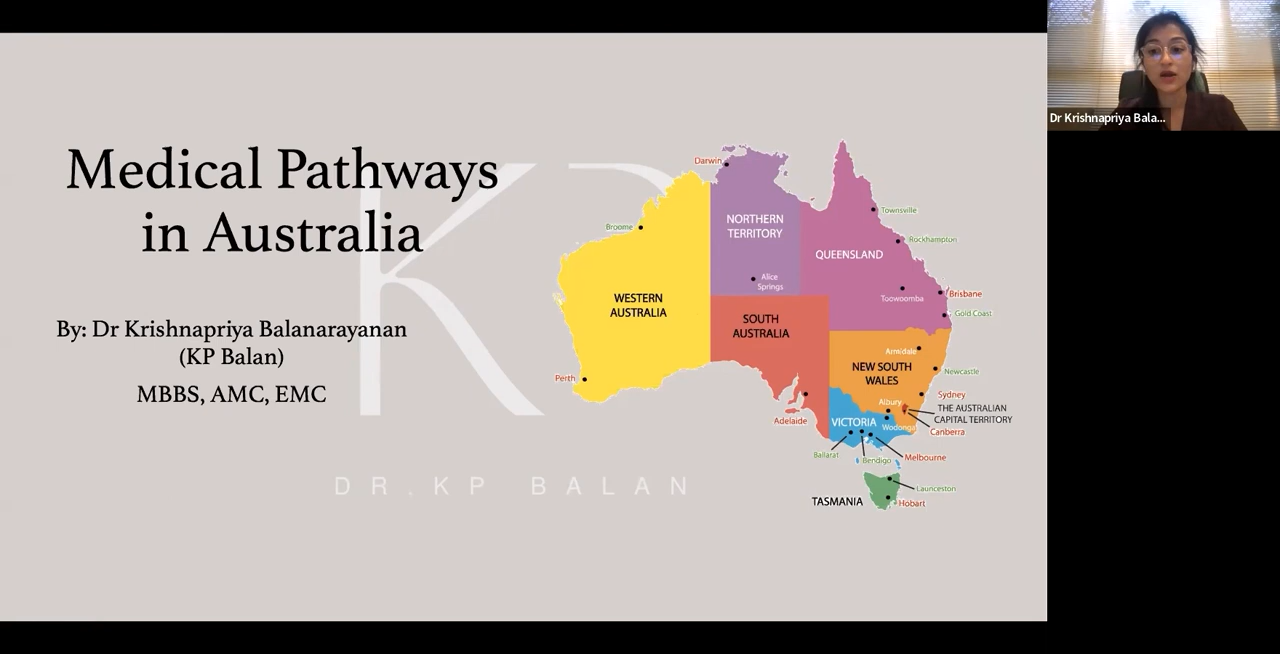 Medical Pathways
in Australia
By: Dr Krishnapriya Balanarayanan
(KP Balan)
MBBS, AMC, EMC
KP
DR.KP BALAN
Darwin
Broome
NORTHERN
TERRITORY
Alice
Springs
WESTERN
AUSTRALIA
Perth
SOUTH
AUSTRALIA
Adelaide
QUEENSLAND
Townsville
Rockhampton
Toowoomba
Brisbane
Gold Coast
Armidale
NEW SOUTH
WALES
Newcastle
Sydney
Albury
THE AUSTRALIAN
CAPITAL TERRITORY
Canberra
VICTORIA
Wodonga
Ballarat
Bendigo
Melbourne
TASMANIA
Launceston
Hobart
Dr Krishnapriya Bala...